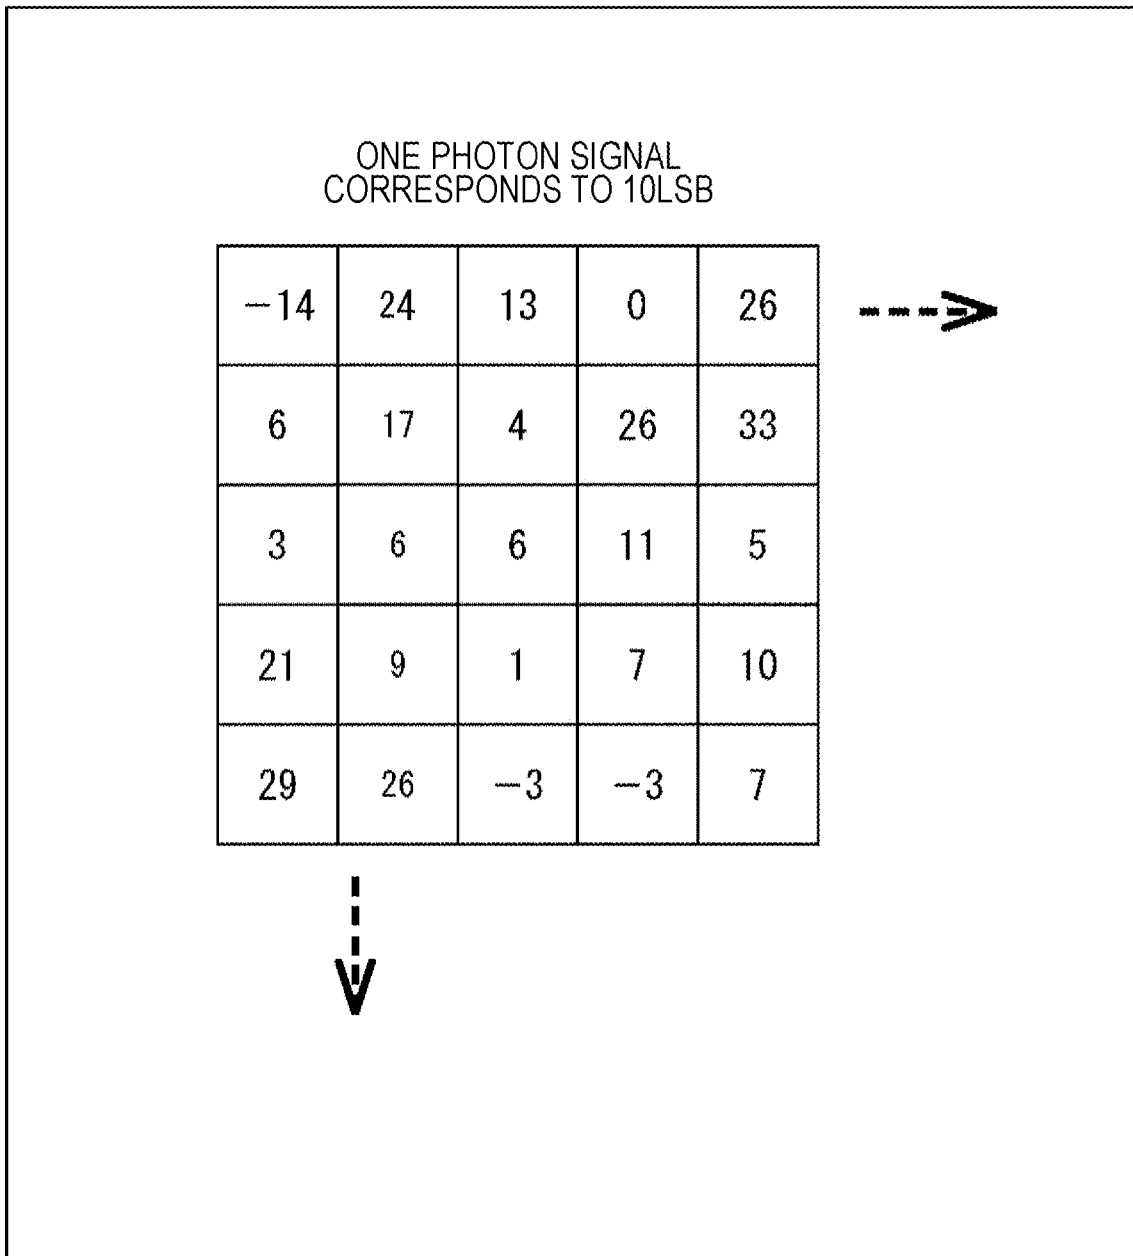 ONE PHOTON SIGNAL
CORRESPONDS TO 10LSB
−14 24 13 0 26
6 17 4 26 33
3 6 6 11 5
21 9 1 7 10
29 26 −3 −3 7